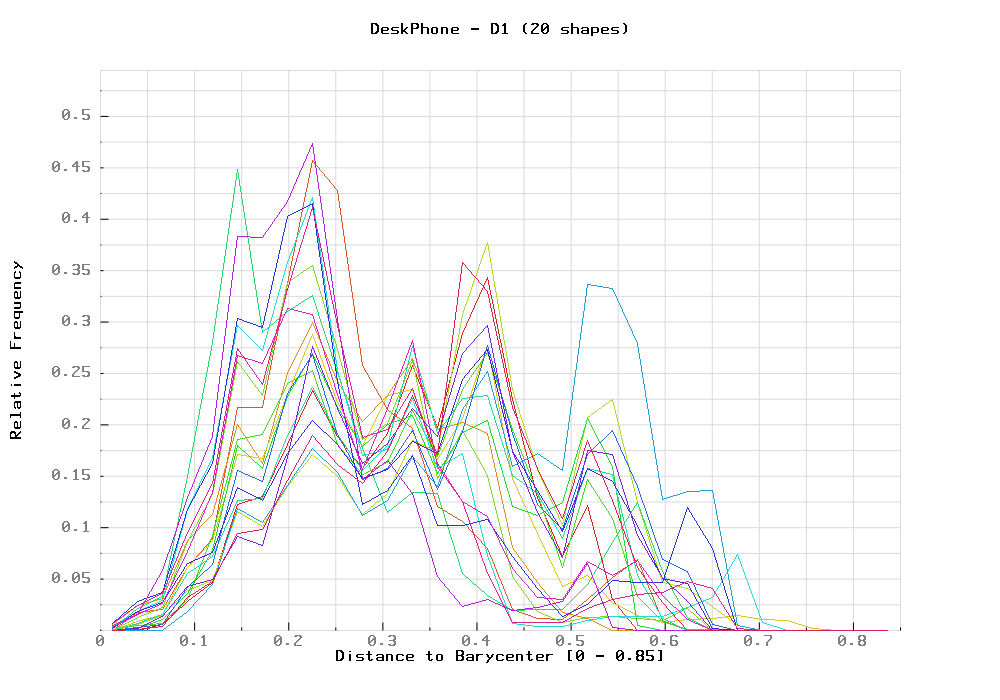 DeskPhone - D1 (20 shapes)
Relative Frequency
0.5
0.45
0.4
0.35
0.3
0.25
0.2
0.15
0.1
0.05
0 0.1 0.2 0.3 0.4 0.5 0.6 0.7 0.8
Distance to Barycenter [0 - 0.85]